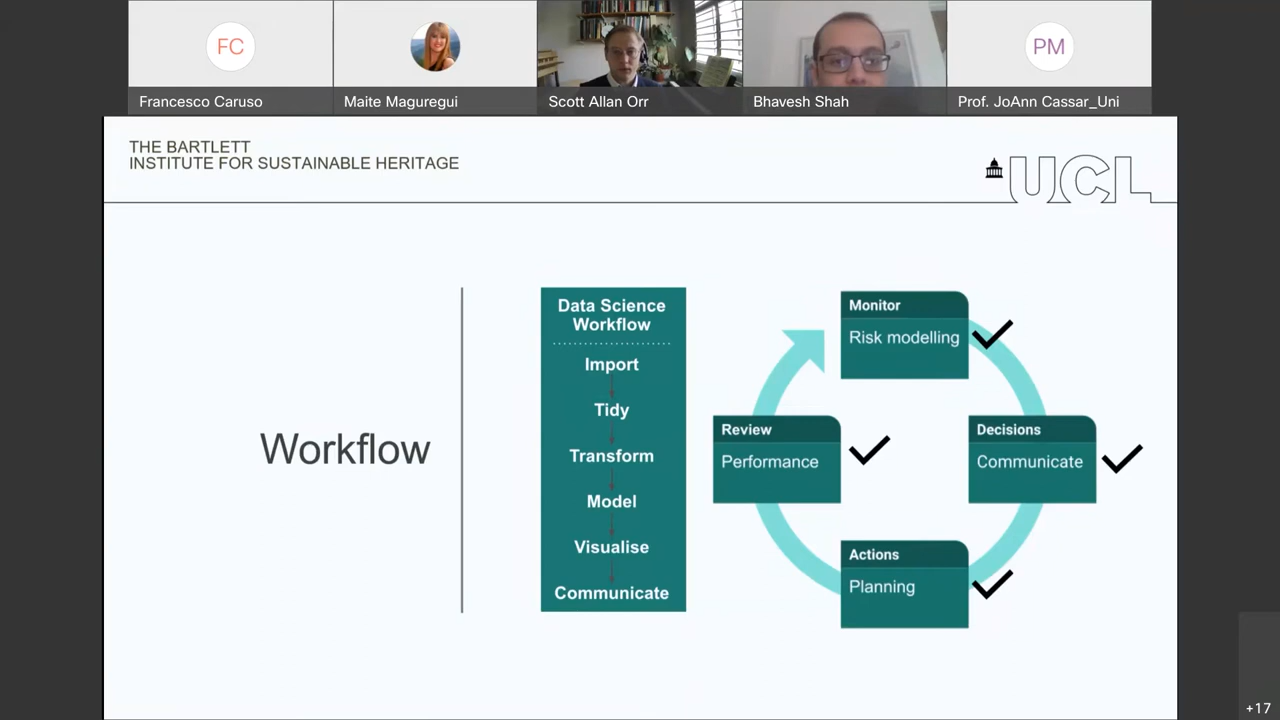 FC
PM
Francesco Caruso
Maite Maguregui
Scott Allan Orr
Bhavesh Shah
Prof. JoAnn Cassar_Uni
THE BARTLETT
INSTITUTE FOR SUSTAINABLE HERITAGE
UCL
Workflow
Data Science
Workflow
Import
Tidy
Transform
Model
Visualise
Communicate
Monitor
Risk modelling
Review
Performance
Decisions
Communicate
Actions
Planning
+17